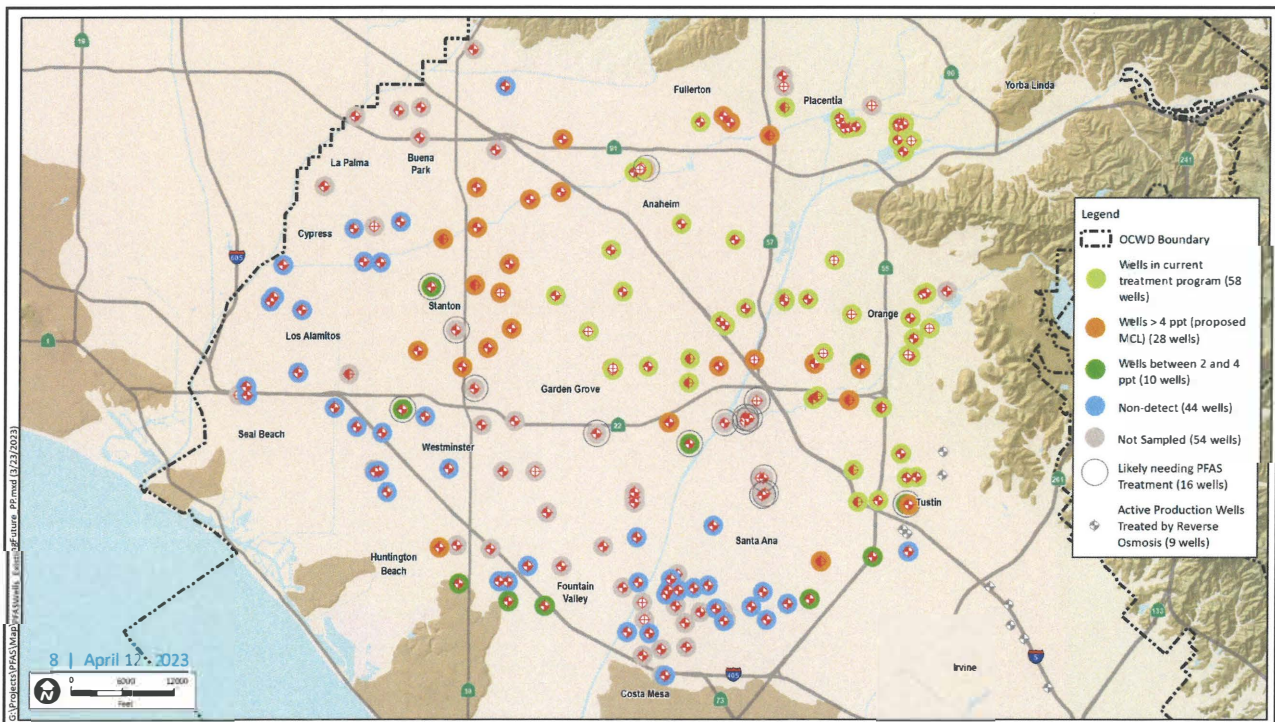 19
90
Fullerton
Placentia
Yorba Linda
91
La Palma
Buena
Park
241
Anaheim
Cypress
57
605
55
Stanton
Orange
Los Alamitos
1
Garden Grove
22
Seal Beach
Westminster
261
Tustin
Santa Ana
Huntington
Beach
Fountain
Valley
Irvine
5
405
39
73
Costa Mesa
Legend
OCWD Boundary
Wells in current
treatment program (58
wells)
Wells > 4 ppt (proposed
MCL) (28 wells)
Wells between 2 and 4
ppt (10 wells)
Non-detect (44 wells)
Not Sampled (54 wells)
Likely needing PFAS
Treatment (16 wells)
Active Production Wells
Treated by Reverse
Osmosis (9 wells)
8 | April 12, 2023
N
0 6000 12000
Feet